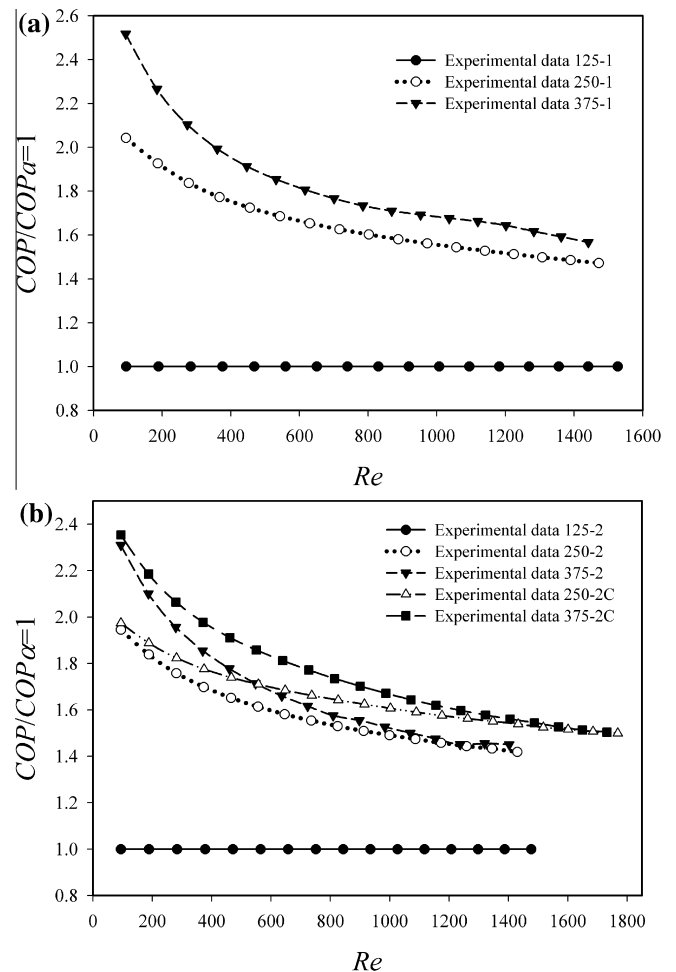 (a)
2.6
2.4
2.2
2.0
1.8
1.6
1.4
1.2
1.0
0.8
COP/COPa=1
Experimental data 125-1
Experimental data 250-1
Experimental data 375-1
0 200 400 600 800 1000 1200 1400 1600
Re
(b)
2.4
2.2
2.0
1.8
1.6
1.4
1.2
1.0
0.8
COP/COPα=1
Experimental data 125-2
Experimental data 250-2
Experimental data 375-2
Experimental data 250-2C
Experimental data 375-2C
0 200 400 600 800 1000 1200 1400 1600 1800
Re